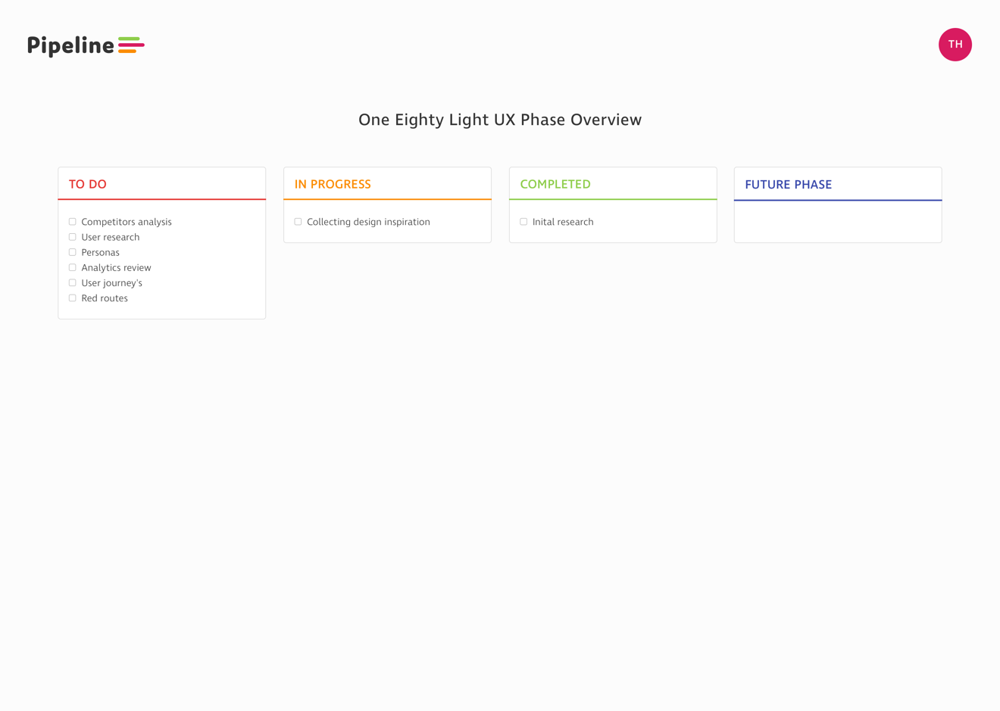 Pipeline
TH
One Eighty Light UX Phase Overview
TO DO
Competitors analysis
User research
Personas
Analytics review
User journey's
Red routes
IN PROGRESS
Collecting design inspiration
COMPLETED
Inital research
FUTURE PHASE